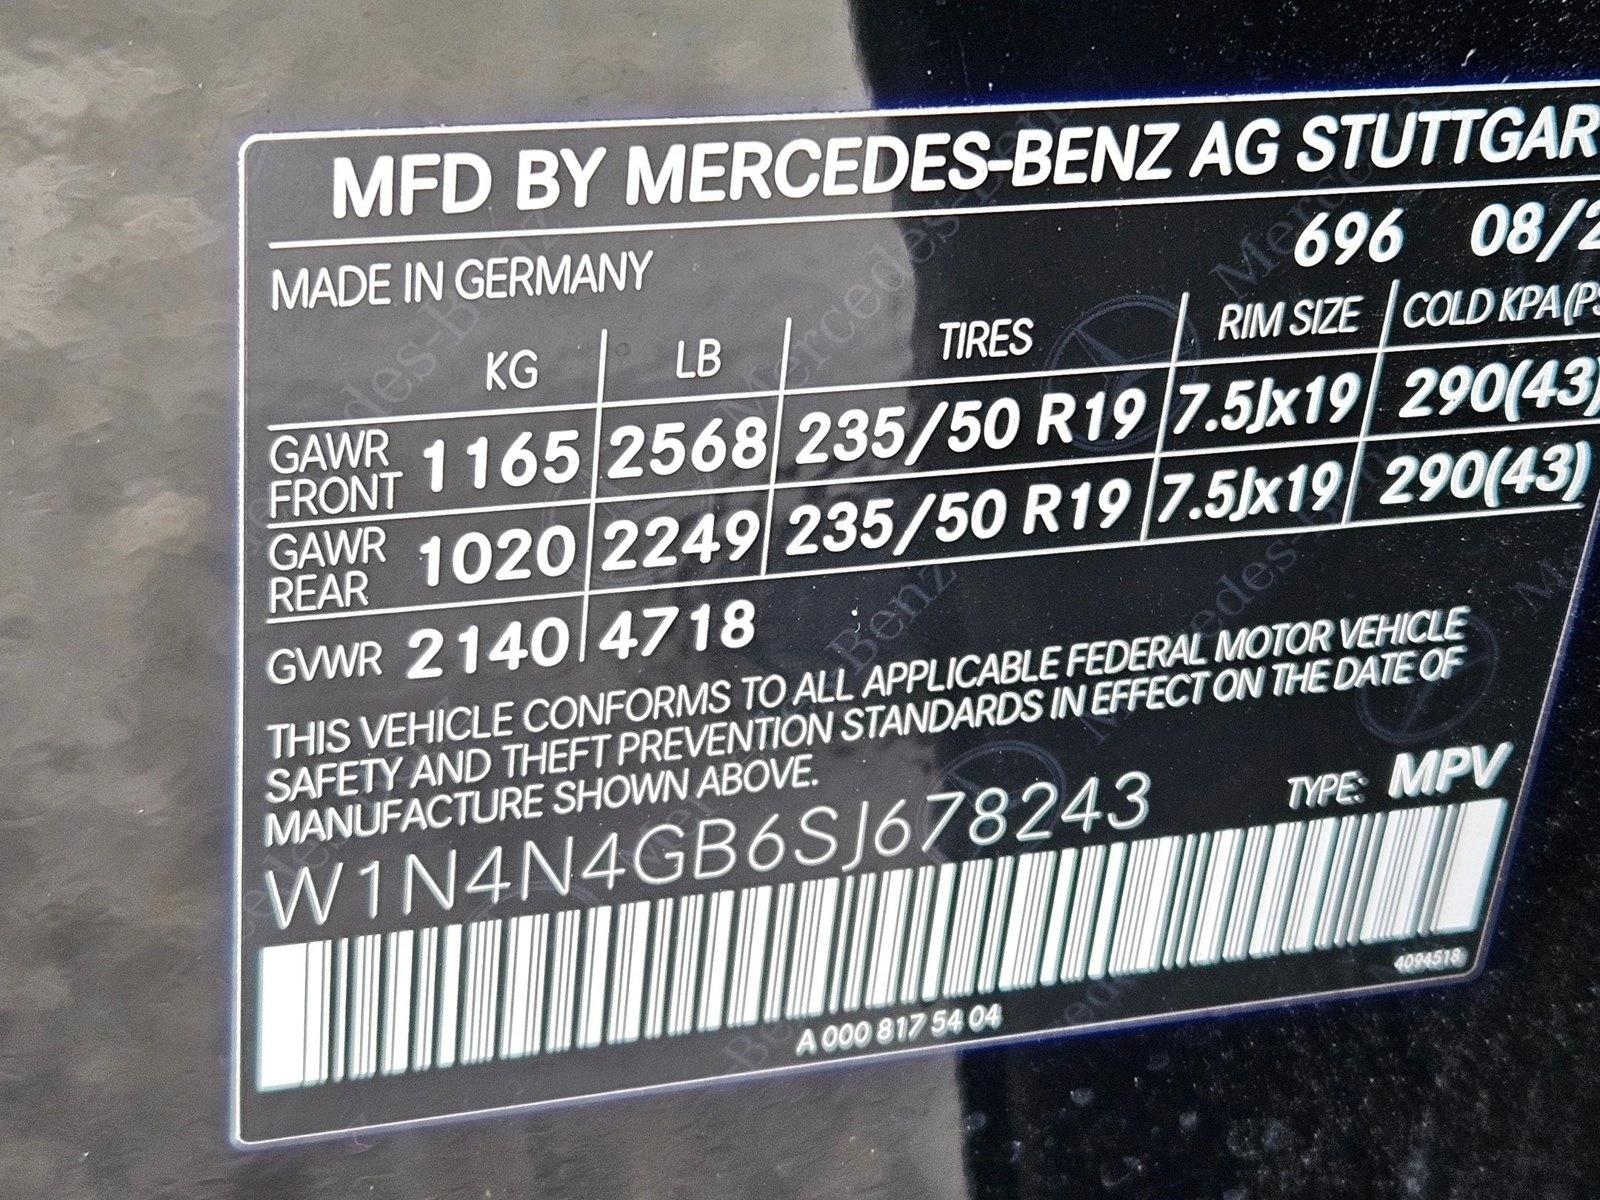 MFD BY MERCEDES-BENZ AG STUTTGAR
696 08/2
MADE IN GERMANY
KG LB TIRES RIM SIZE COLD KPA(PS
GAWR FRONT 1165 2568 235/50 R19 7.5Jx19 290(43)
GAWR REAR 1020 2249 235/50 R19 7.5Jx19 290(43)
GVWR 2140 4718
THIS VEHICLE CONFORMS TO ALL APPLICABLE FEDERAL MOTOR VEHICLE
SAFETY AND THEFT PREVENTION STANDARDS IN EFFECT ON THE DATE OF
MANUFACTURE SHOWN ABOVE.
W1N4N4GB6SJ678243 TYPE: MPV
4094518
A 000 817 54 04